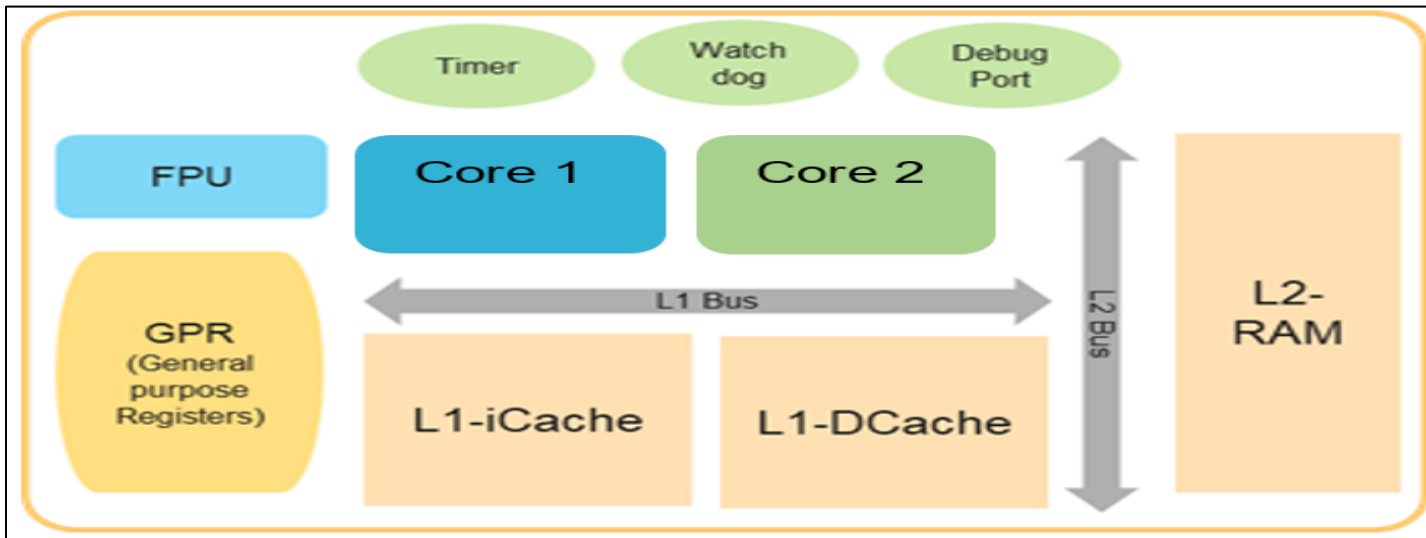 Timer
Watch
dog
Debug
Port
FPU
Core 1
Core 2
L1 Bus
L2 Bus
L2-
RAM
GPR
(General
purpose
Registers)
L1-iCache
L1-DCache